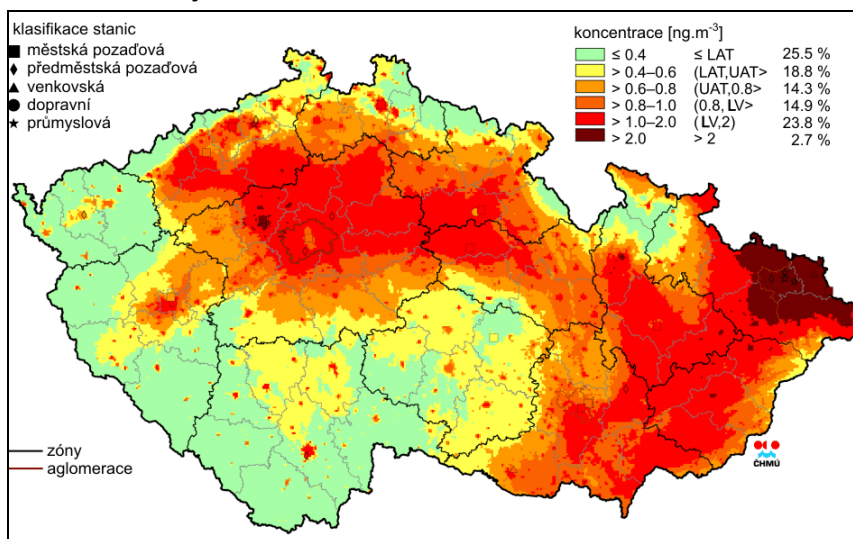 klasifikace stanic
městská pozaďová
předměstská pozaďová
venkovská
dopravní
průmyslová
koncentrace [ng.m-3]
≤ 0.4 ≤ LAT 25.5 %
> 0.4–0.6 (LAT,UAT> 18.8 %
> 0.6–0.8 (UAT,0.8> 14.3 %
> 0.8–1.0 (0.8, LV> 14.9 %
> 1.0–2.0 (LV,2) 23.8 %
> 2.0 > 2 2.7 %
zóny
aglomerace
ČHMÚ